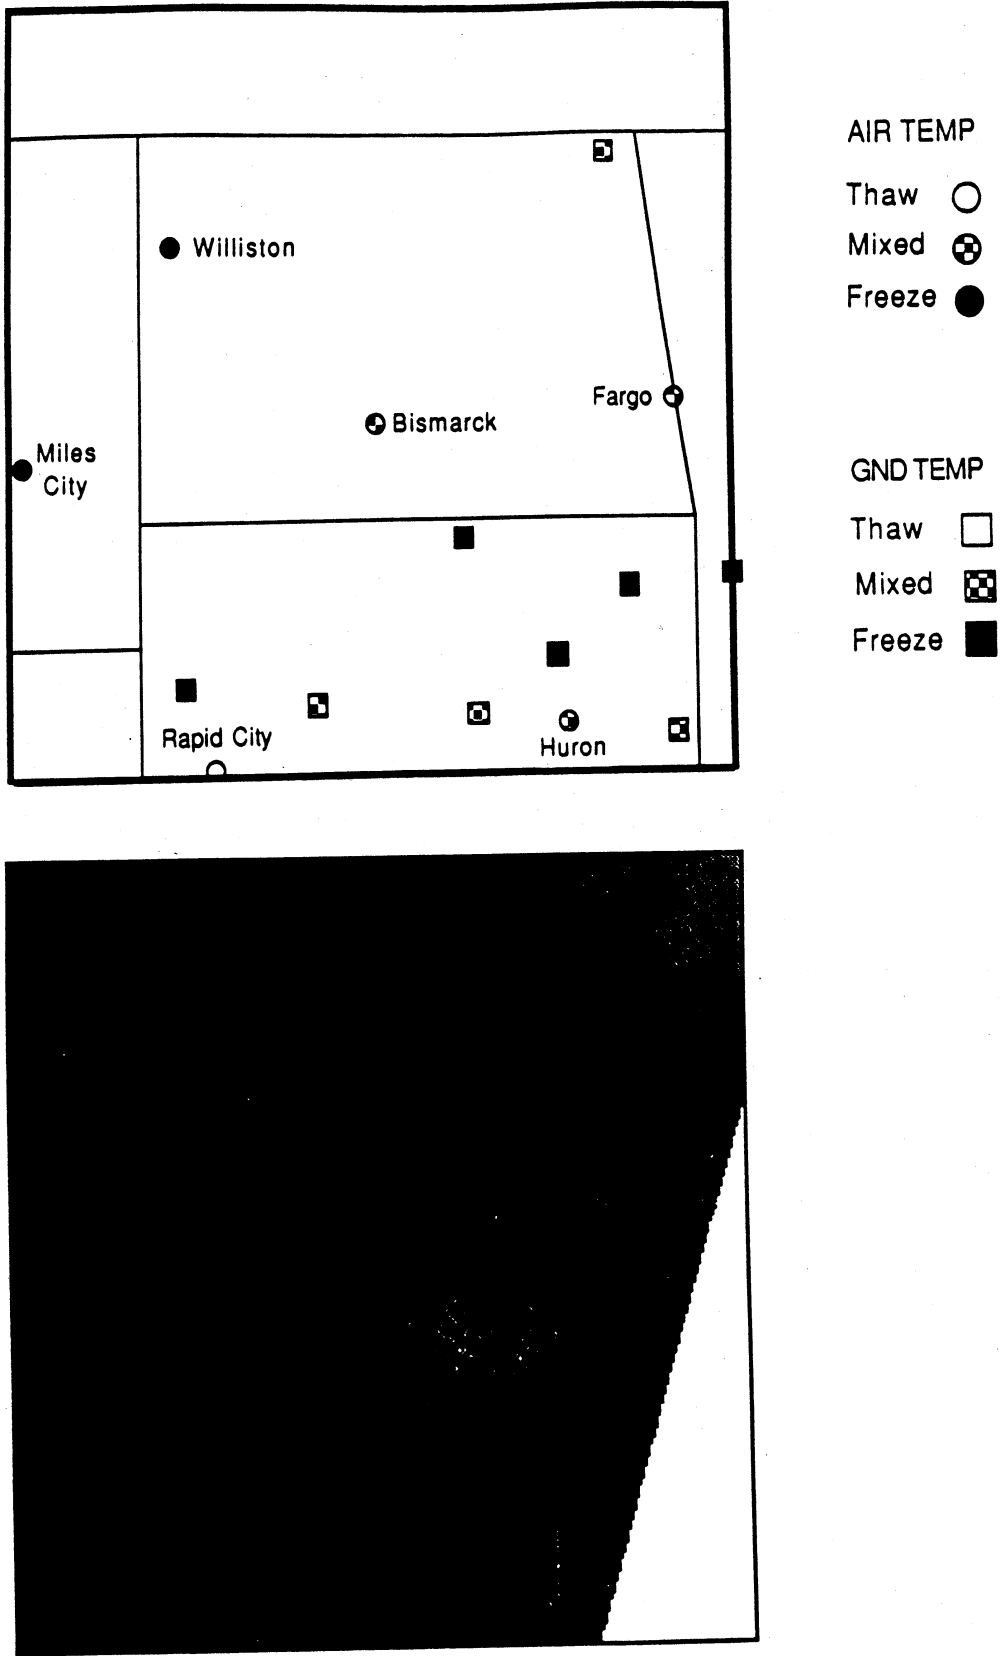 AIR TEMP
Thaw
Mixed
Freeze
Williston
Fargo
Bismarck
Miles
City
GND TEMP
Thaw
Mixed
Freeze
Rapid City
Huron